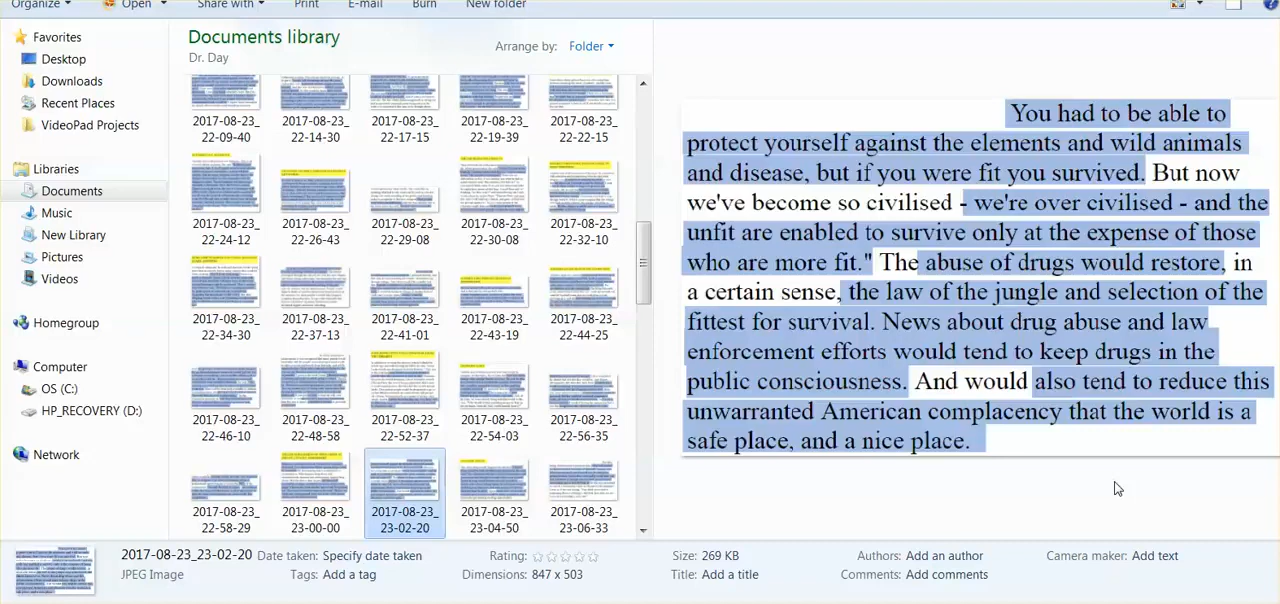 Organize Open Share with Print E-mail Burn New folder
Favorites
Desktop
Downloads
Recent Places
VideoPad Projects
Libraries
Documents
Music
New Library
Pictures
Videos
Homegroup
Computer
OS (C:)
HP_RECOVERY (D:)
Network
Documents library
Dr. Day
Arrange by: Folder
2017-08-23_ 2017-08-23_ 2017-08-23_ 2017-08-23_ 2017-08-23_
22-09-40 22-14-30 22-17-15 22-19-39 22-22-15
2017-08-23_ 2017-08-23_ 2017-08-23_ 2017-08-23_ 2017-08-23_
22-24-12 22-26-43 22-29-08 22-30-08 22-32-10
2017-08-23_ 2017-08-23_ 2017-08-23_ 2017-08-23_ 2017-08-23_
22-34-30 22-37-13 22-41-01 22-43-19 22-44-25
2017-08-23_ 2017-08-23_ 2017-08-23_ 2017-08-23_ 2017-08-23_
22-46-10 22-48-58 22-52-37 22-54-03 22-56-35
2017-08-23_ 2017-08-23_ 2017-08-23_ 2017-08-23_ 2017-08-23_
22-58-29 23-00-00 23-02-20 23-04-50 23-06-33
You had to be able to
protect yourself against the elements and wild animals
and disease, but if you were fit you survived. But now
we've become so civilised - we're over civilised - and the
unfit are enabled to survive only at the expense of those
who are more fit." The abuse of drugs would restore, in
a certain sense, the law of the jungle and selection of the
fittest for survival. News about drug abuse and law
enforcement efforts would tend to keep drugs in the
public consciousness. And would also tend to reduce this
unwarranted American complacency that the world is a
safe place, and a nice place.
2017-08-23_23-02-20 Date taken: Specify date taken Rating: Size: 269 KB Authors: Add an author Camera maker: Add text
JPEG Image Tags: Add a tag Dimensions: 847 x 503 Title: Add a title Comments: Add comments